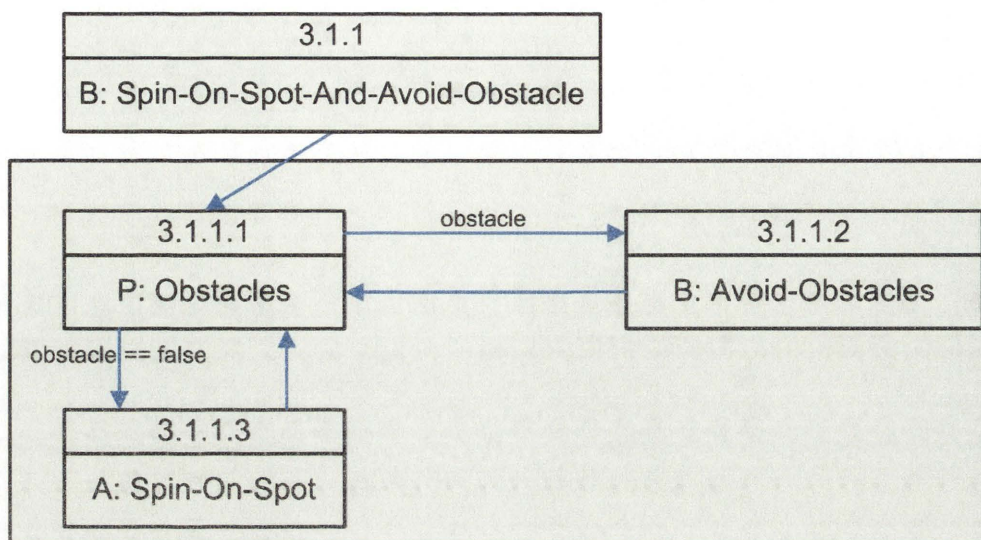 3.1.1
B: Spin-On-Spot-And-Avoid-Obstacle
3.1.1.1
P: Obstacles
obstacle
3.1.1.2
B: Avoid-Obstacles
obstacle == false
3.1.1.3
A: Spin-On-Spot